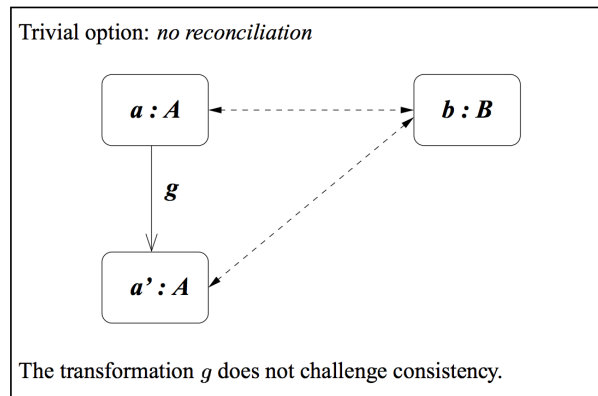 Trivial option: no reconciliation
a : A
b : B
g
a’ : A
The transformation g does not challenge consistency.